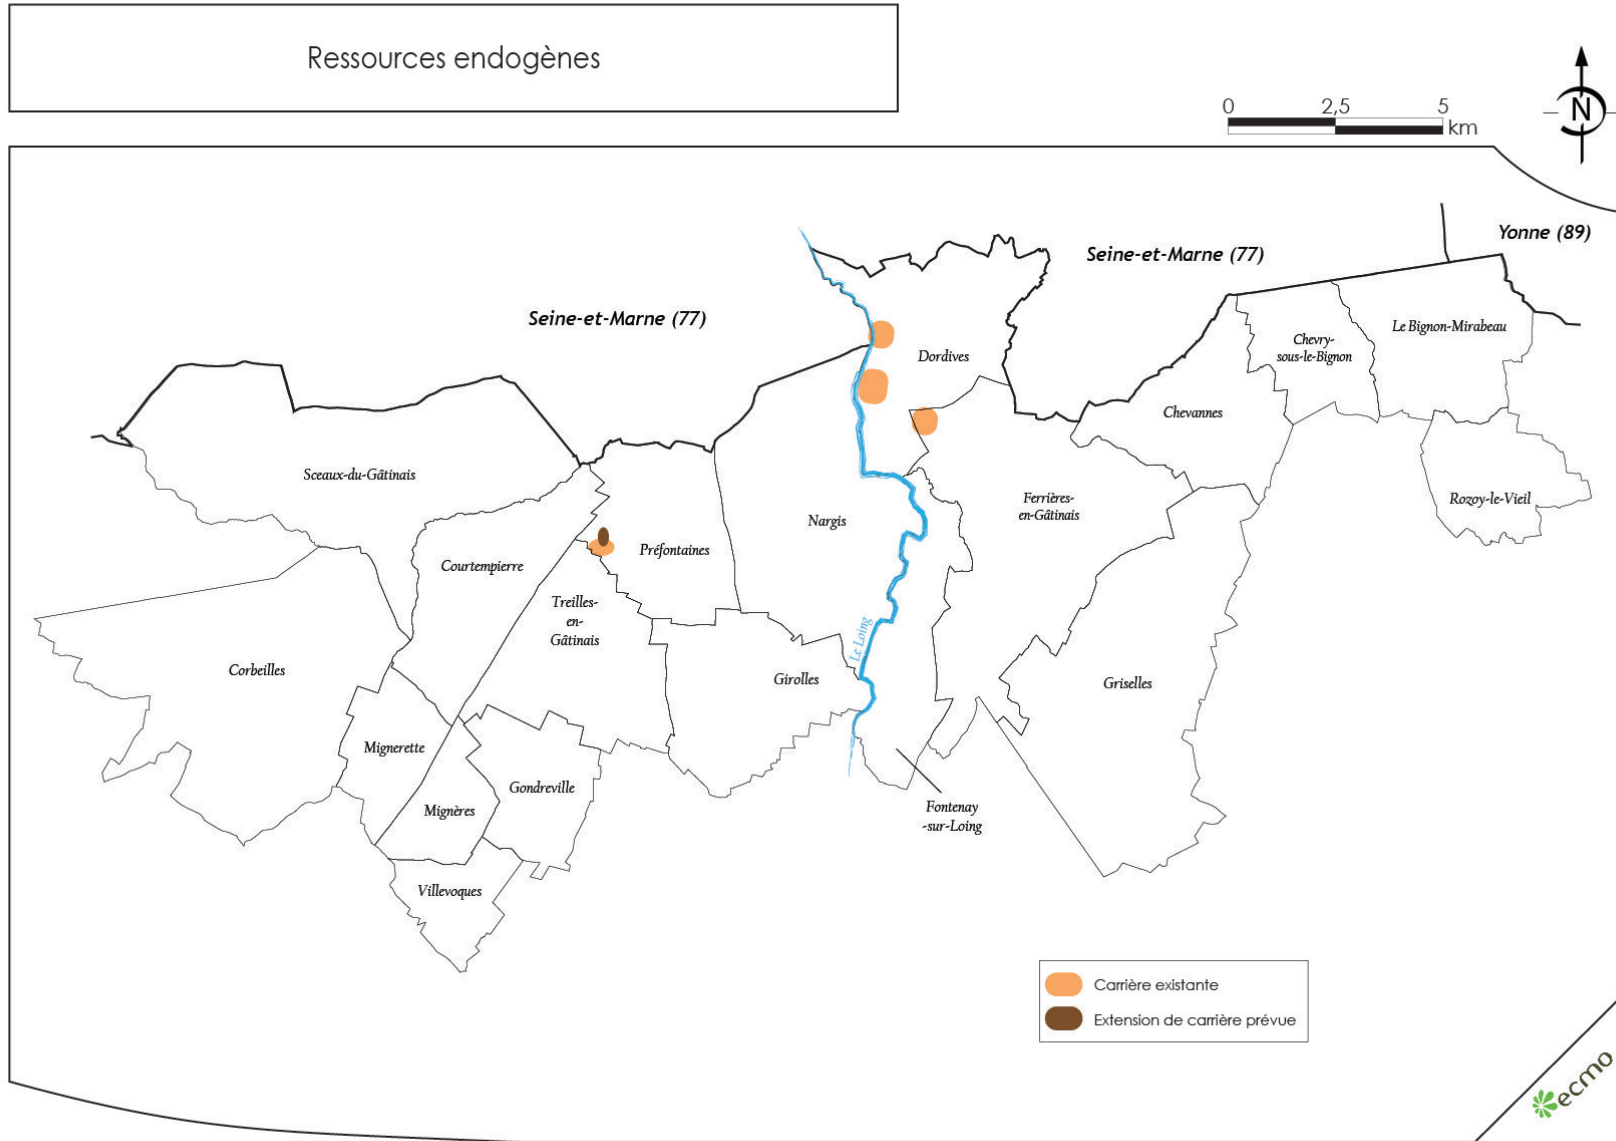 Ressources endogènes
0 2,5 5
km
N
Yonne (89)
Seine-et-Marne (77)
Seine-et-Marne (77)
Le Bignon-Mirabeau
Chevry-
sous-le-Bignon
Dordives
Chevannes
Sceaux-du-Gâtinais
Rozoy-le-Vieil
Ferrières-
en-Gâtinais
Nargis
Préfontaines
Courtempierre
Treilles-
en-
Gâtinais
Le Loing
Corbeilles
Girolles
Griselles
Mignerette
Gondreville
Mignères
Fontenay
-sur-Loing
Villevoques
Carrière existante
Extension de carrière prévue
ecmo